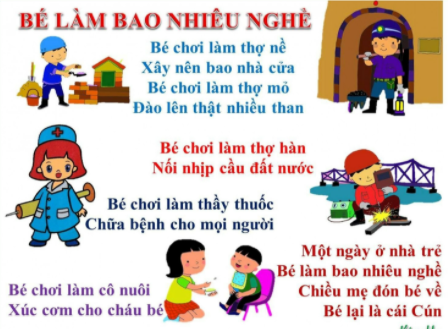 BÉ LÀM BAO NHIÊU NGHỀ
Bé chơi làm thợ nề
Xây nên bao nhà cửa
Bé chơi làm thợ mỏ
Đào lên thật nhiều than
Bé chơi làm thợ hàn
Nối nhịp cầu đất nước
Bé chơi làm thầy thuốc
Chữa bệnh cho mọi người
Bé chơi làm cô nuôi
Xúc cơm cho cháu bé
Một ngày ở nhà trẻ
Bé làm bao nhiêu nghề
Chiều mẹ đón bé về
Bé lại là cái Cún